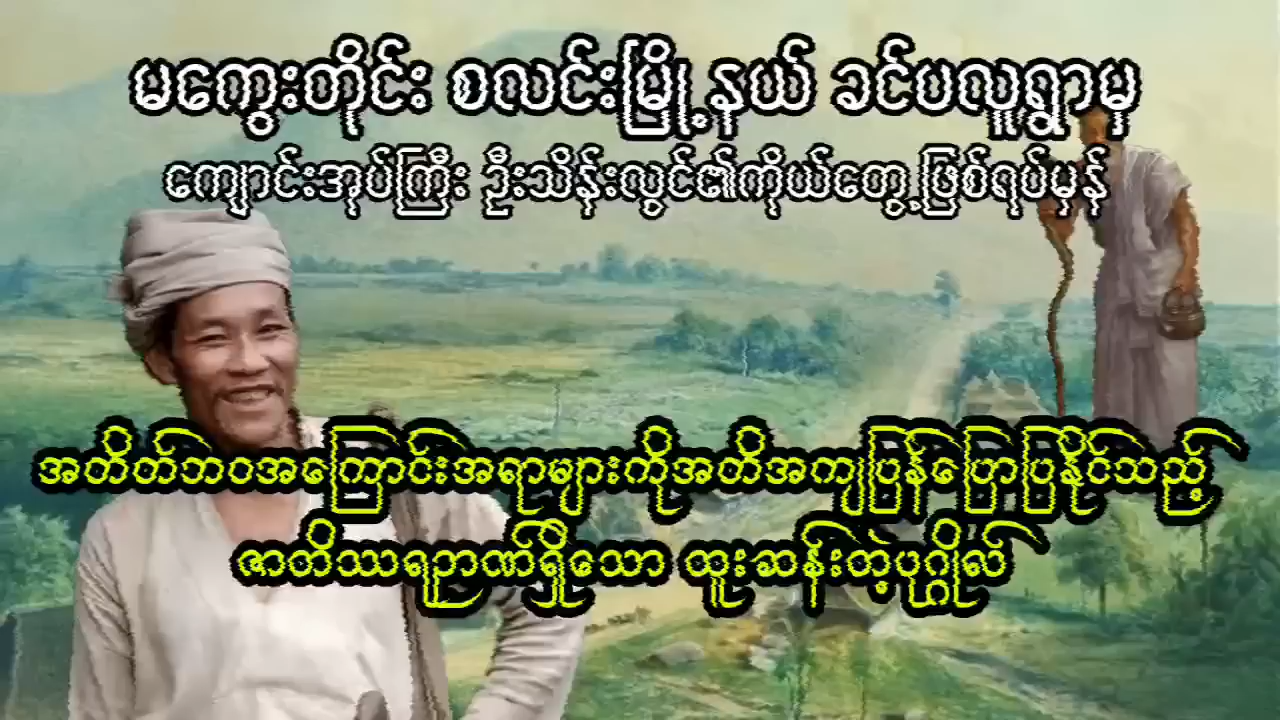 မကွေးတိုင်း စလင်းမြို့နယ် ခင်ပလူရွာမှ
ကျောင်းအုပ်ကြီး ဦးသိန်းလွင်၏ကိုယ်တွေ့ဖြစ်ရပ်မှန်
အတိတ်ဘဝအကြောင်းအရာများကိုအတိအကျပြန်ပြောပြနိုင်သည့်
ဇာတိဿရဉာဏ်ရှိသော ထူးဆန်းတဲ့ပုဂ္ဂိုလ်